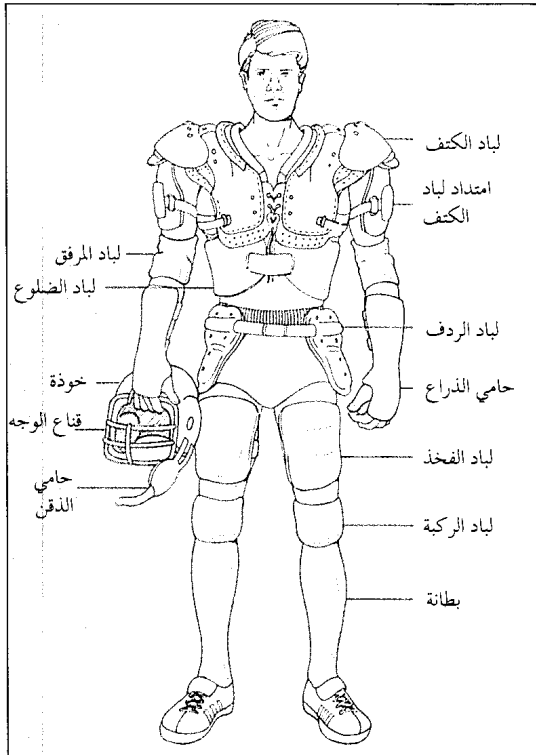 لباد الكتف
امتداد لباد
الكتف
لباد المرفق
لباد الضلوع
لباد الردف
خوذة
حامي الذراع
قناع الوجه
لباد الفخذ
حامي
الذقن
لباد الركبة
بطانة